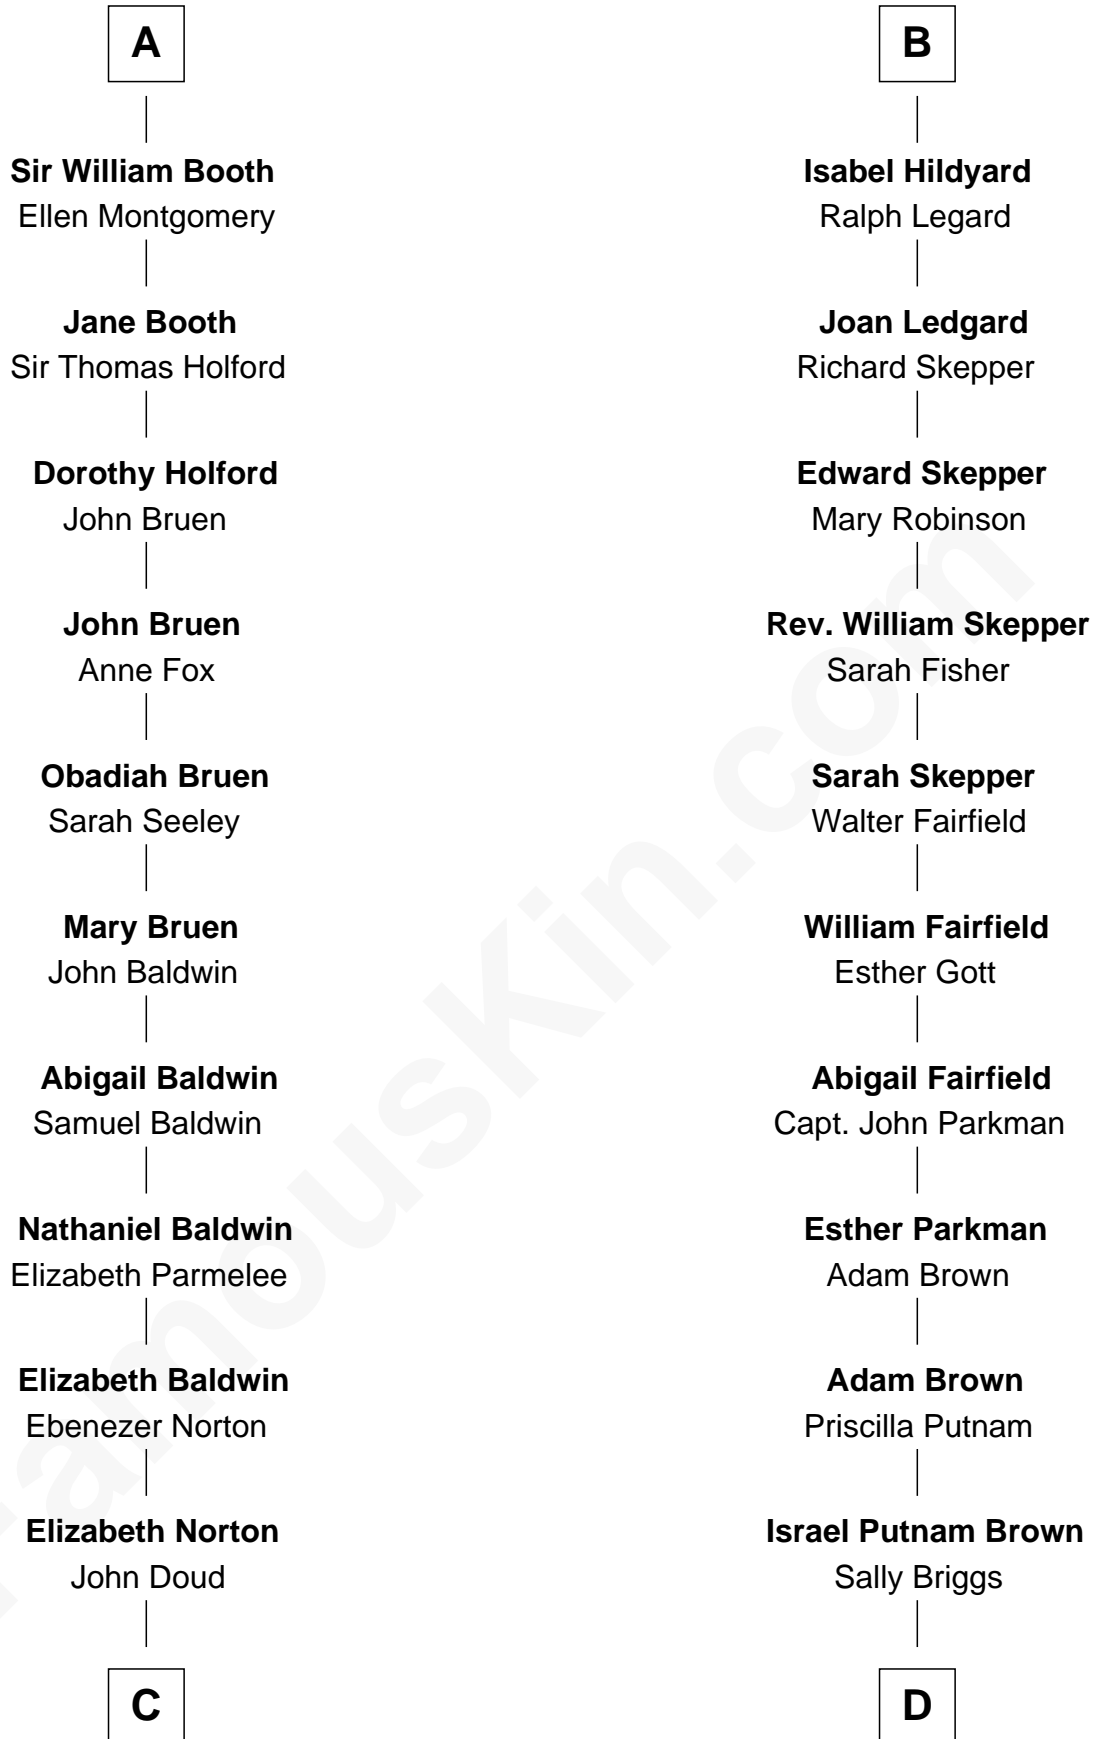 A
Sir William Booth
Ellen Montgomery
Jane Booth
Sir Thomas Holford
Dorothy Holford
John Bruen
John Bruen
Anne Fox
Obadiah Bruen
Sarah Seeley
Mary Bruen
John Baldwin
Abigail Baldwin
Samuel Baldwin
Nathaniel Baldwin
Elizabeth Parmelee
Elizabeth Baldwin
Ebenezer Norton
Elizabeth Norton
John Doud
C
B
Isabel Hildyard
Ralph Legard
Joan Ledgard
Richard Skepper
Edward Skepper
Mary Robinson
Rev. William Skepper
Sarah Fisher
Sarah Skepper
Walter Fairfield
William Fairfield
Esther Gott
Abigail Fairfield
Capt. John Parkman
Esther Parkman
Adam Brown
Adam Brown
Priscilla Putnam
Israel Putnam Brown
Sally Briggs
D
FamousKin.com